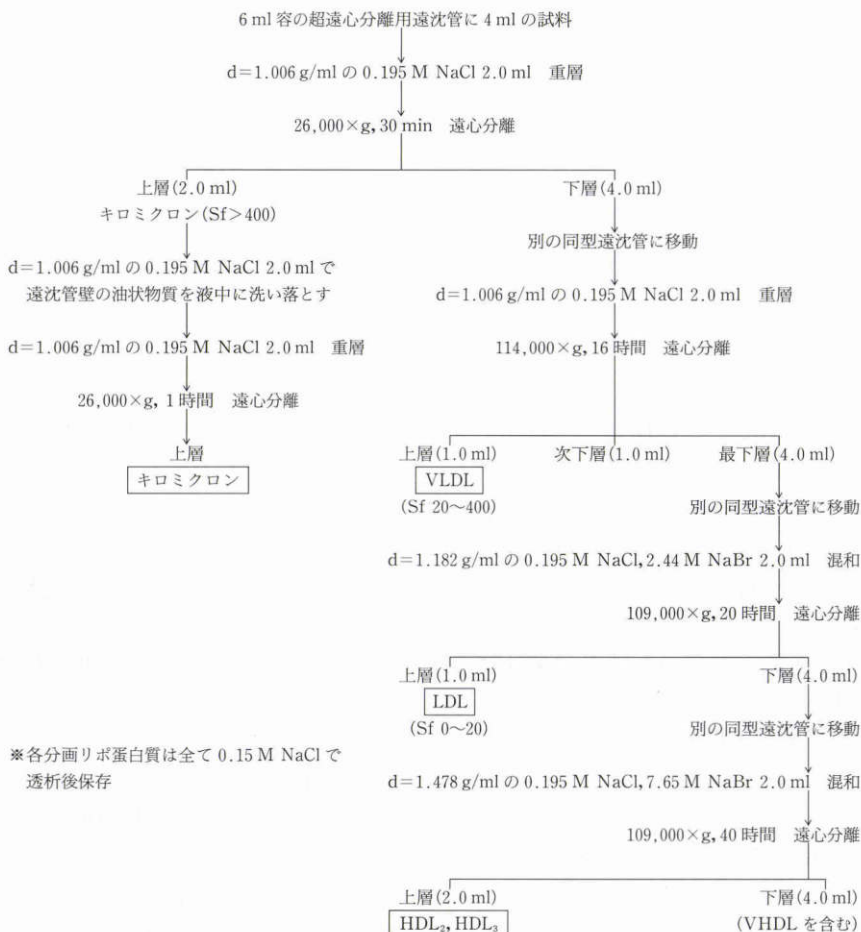 6 ml 容の超遠心分離用遠沈管に 4 ml の試料
d=1.006 g/ml の 0.195 M NaCl 2.0 ml 重層
26,000×g, 30 min 遠心分離
上層(2.0 ml)
キロミクロン(Sf>400)
d=1.006 g/ml の 0.195 M NaCl 2.0 ml で
遠沈管壁の油状物質を液中に洗い落とす
d=1.006 g/ml の 0.195 M NaCl 2.0 ml 重層
26,000×g, 1 時間 遠心分離
上層
キロミクロン
下層(4.0 ml)
別の同型遠沈管に移動
d=1.006 g/ml の 0.195 M NaCl 2.0 ml 重層
114,000×g, 16 時間 遠心分離
上層(1.0 ml)
VLDL
(Sf 20〜400)
次下層(1.0 ml)
最下層(4.0 ml)
別の同型遠沈管に移動
d=1.182 g/ml の 0.195 M NaCl, 2.44 M NaBr 2.0 ml 混和
109,000×g, 20 時間 遠心分離
上層(1.0 ml)
LDL
(Sf 0〜20)
下層(4.0 ml)
別の同型遠沈管に移動
d=1.478 g/ml の 0.195 M NaCl, 7.65 M NaBr 2.0 ml 混和
109,000×g, 40 時間 遠心分離
上層(2.0 ml)
HDL₂, HDL₃
下層(4.0 ml)
(VHDL を含む)
※各分画リポ蛋白質は全て 0.15 M NaCl で
透析後保存